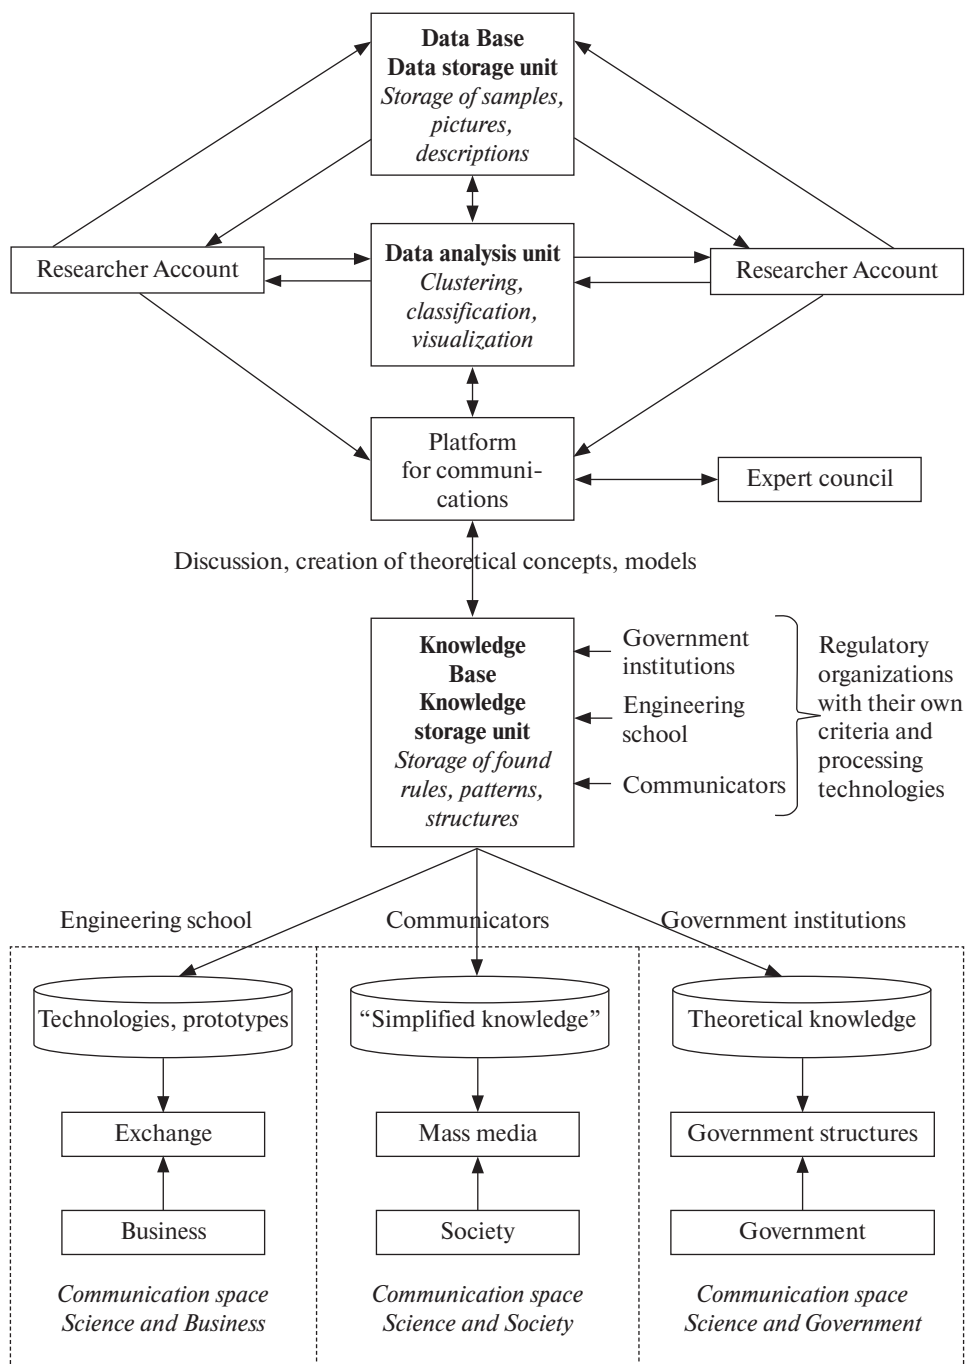 Data Base
Data storage unit
Storage of samples,
pictures,
descriptions
Researcher Account
Data analysis unit
Clustering,
classification,
visualization
Researcher Account
Platform
for communi-
cations
Expert council
Discussion, creation of theoretical concepts, models
Knowledge
Base
Knowledge
storage unit
Storage of found
rules, patterns,
structures
Government
institutions
Engineering
school
Communicators
Regulatory
organizations
with their own
criteria and
processing
technologies
Engineering school
Communicators
Government institutions
Technologies, prototypes
“Simplified knowledge”
Theoretical knowledge
Exchange
Mass media
Government structures
Business
Society
Government
Communication space
Science and Business
Communication space
Science and Society
Communication space
Science and Government